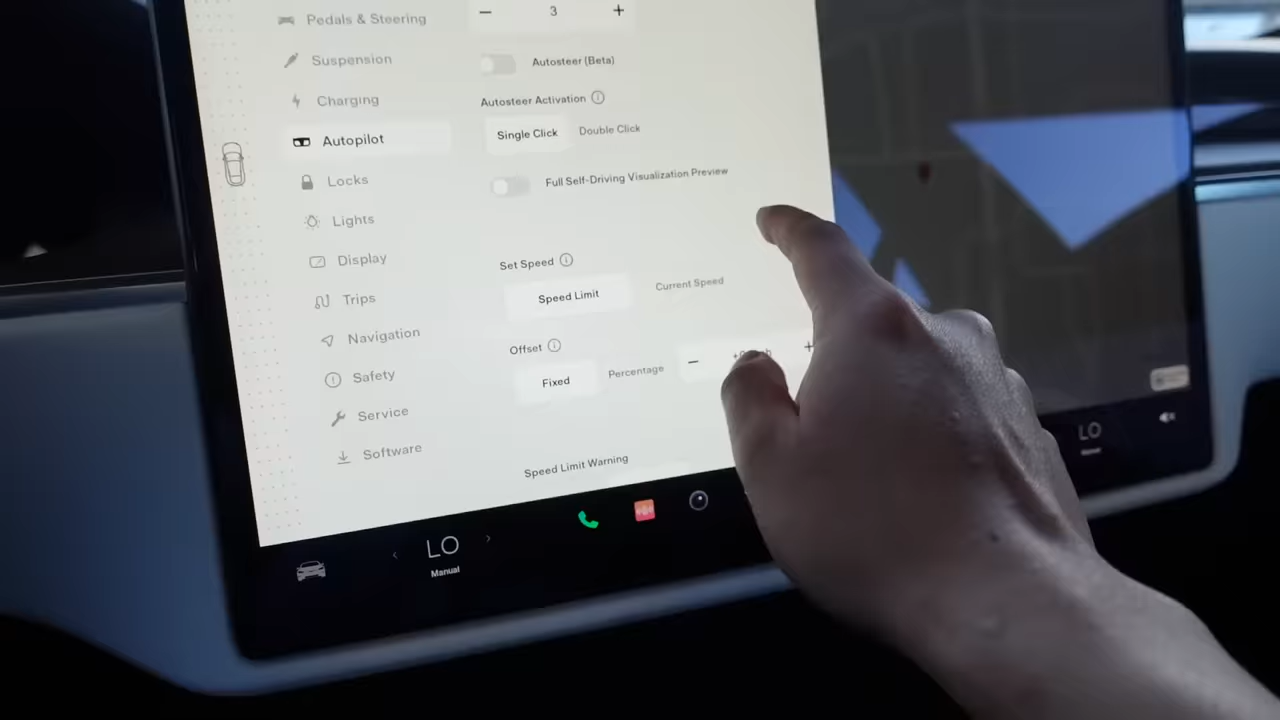 Pedals & Steering
Suspension
Charging
Autopilot
Locks
Lights
Display
Trips
Navigation
Safety
Service
Software
− 3 +
Autosteer (Beta)
Autosteer Activation
Single Click Double Click
Full Self-Driving Visualization Preview
Set Speed
Speed Limit Current Speed
Offset
Fixed Percentage − +
Speed Limit Warning
LO
Manual
LO
Manual